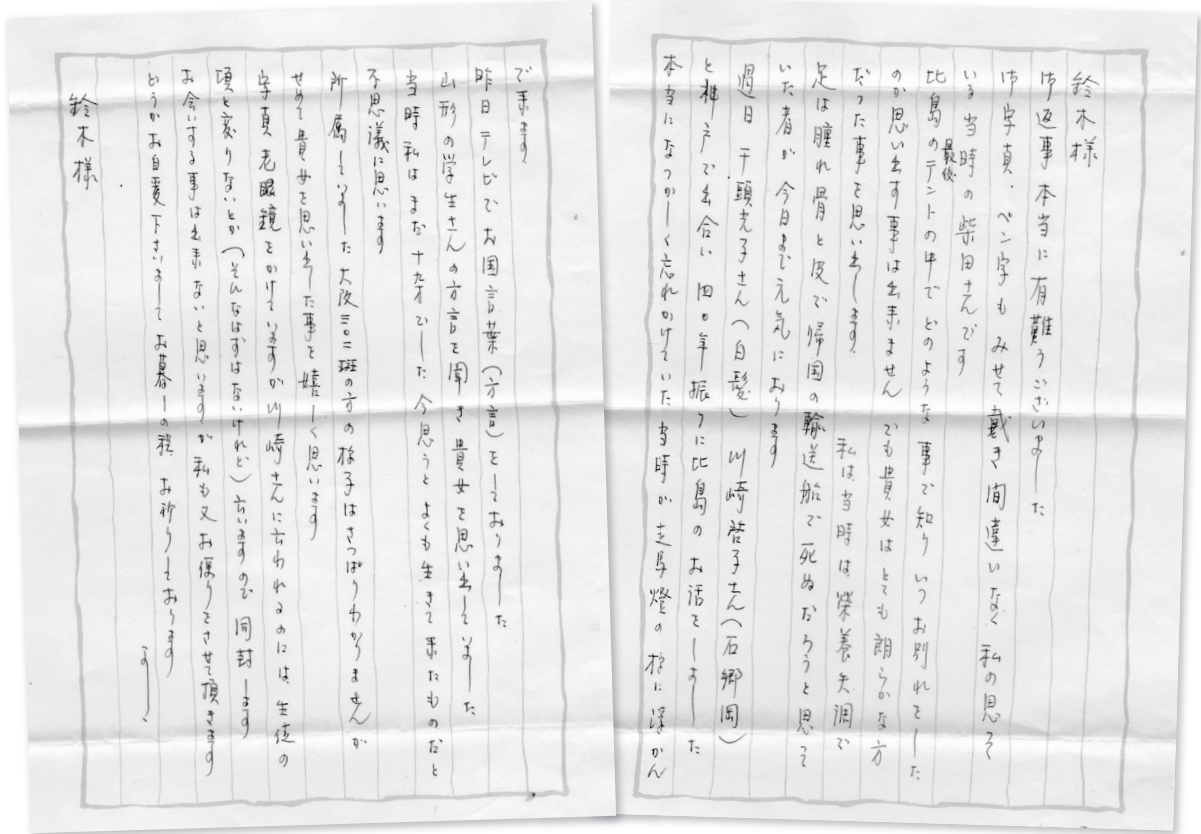 鈴木様
御返事本当に有難うございました
御写真、ペン字もみせて戴き間違いなく私の思って
いる当時の柴田さんです
比島の最後のテントの中でどのような事で知りいつお別れをした
のか思い出す事は出来ません でも貴女はとても朗らかな方
だった事を思い出します。 私は当時は、栄養失調で
足は腫れ骨と皮で帰国の輸送船で死ぬだろうと思って
いた者が今日まで元気におります
過日 千頭光子さん(白髪)川崎啓子さん(石郷岡)
と神戸で出合い四〇年振りに比島のお話をしました
本当になつかしく忘れかけていた当時が走馬燈の様に浮かん
で来ます
昨日テレビでお国言葉(方言)をしておりました
山形の学生さんの方言を聞き貴女を思い出していました
当時私はまだ十九才でした 今思うとよくも生きて来たものだと
不思議に思います
所属していました大阪三〇二班の方の様子はさっぱりわかりませんが
せめて貴女を思い出した事を嬉しく思います
写真老眼鏡をかけていますが川崎さんに言われるのには、生徒の
頃と変りないとか(そんなはずはないけれど)言いますので同封します
お会いする事は出来ないと思いますが私も又お便りをさせて頂きます
どうかお自愛下さいましてお暮しの程お祈りしております
鈴木様